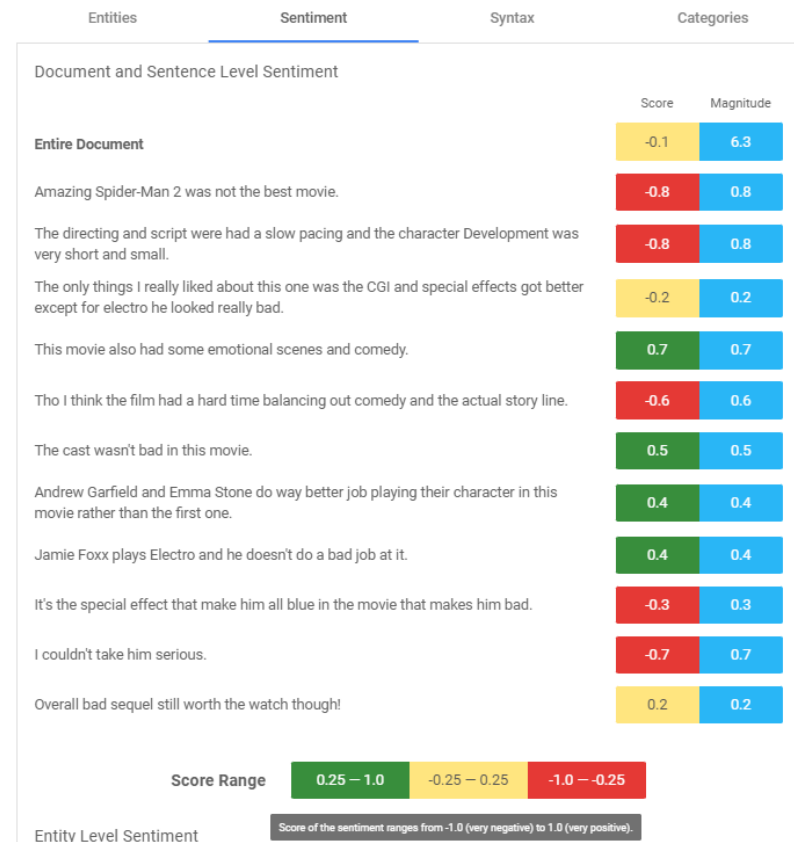 Entities Sentiment Syntax Categories
Document and Sentence Level Sentiment
Score Magnitude
Entire Document -0.1 6.3
Amazing Spider-Man 2 was not the best movie. -0.8 0.8
The directing and script were had a slow pacing and the character Development was
very short and small. -0.8 0.8
The only things I really liked about this one was the CGI and special effects got better
except for electro he looked really bad. -0.2 0.2
This movie also had some emotional scenes and comedy. 0.7 0.7
Tho I think the film had a hard time balancing out comedy and the actual story line. -0.6 0.6
The cast wasn't bad in this movie. 0.5 0.5
Andrew Garfield and Emma Stone do way better job playing their character in this
movie rather than the first one. 0.4 0.4
Jamie Foxx plays Electro and he doesn't do a bad job at it. 0.4 0.4
It's the special effect that make him all blue in the movie that makes him bad. -0.3 0.3
I couldn't take him serious. -0.7 0.7
Overall bad sequel still worth the watch though! 0.2 0.2
Score Range 0.25 — 1.0 -0.25 — 0.25 -1.0 — -0.25
Score of the sentiment ranges from -1.0 (very negative) to 1.0 (very positive).
Entity Level Sentiment